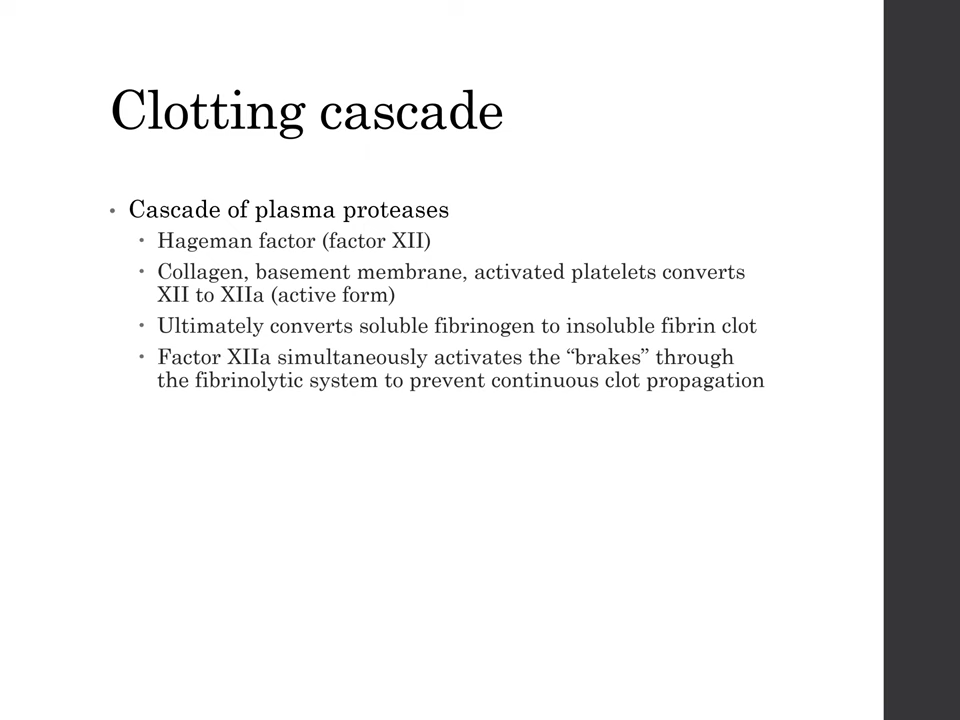 Clotting cascade
• Cascade of plasma proteases
• Hageman factor (factor XII)
• Collagen, basement membrane, activated platelets converts
XII to XIIa (active form)
• Ultimately converts soluble fibrinogen to insoluble fibrin clot
• Factor XIIa simultaneously activates the “brakes” through
the fibrinolytic system to prevent continuous clot propagation